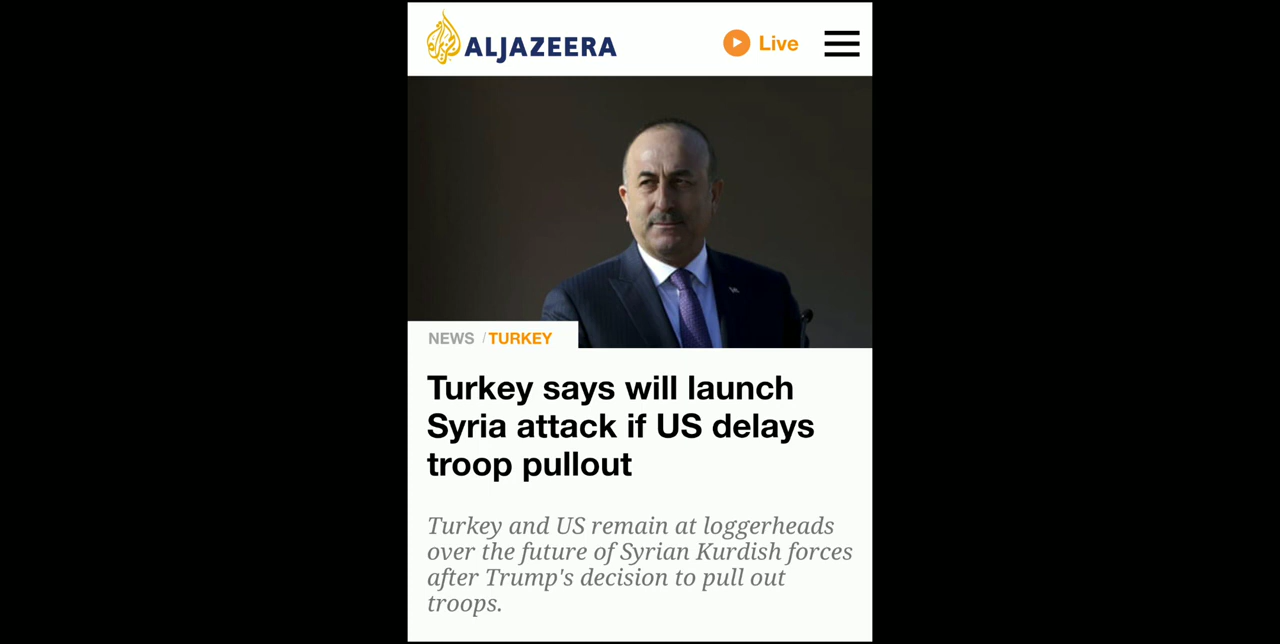 ALJAZEERA
Live
NEWS / TURKEY
Turkey says will launch
Syria attack if US delays
troop pullout
Turkey and US remain at loggerheads
over the future of Syrian Kurdish forces
after Trump's decision to pull out
troops.